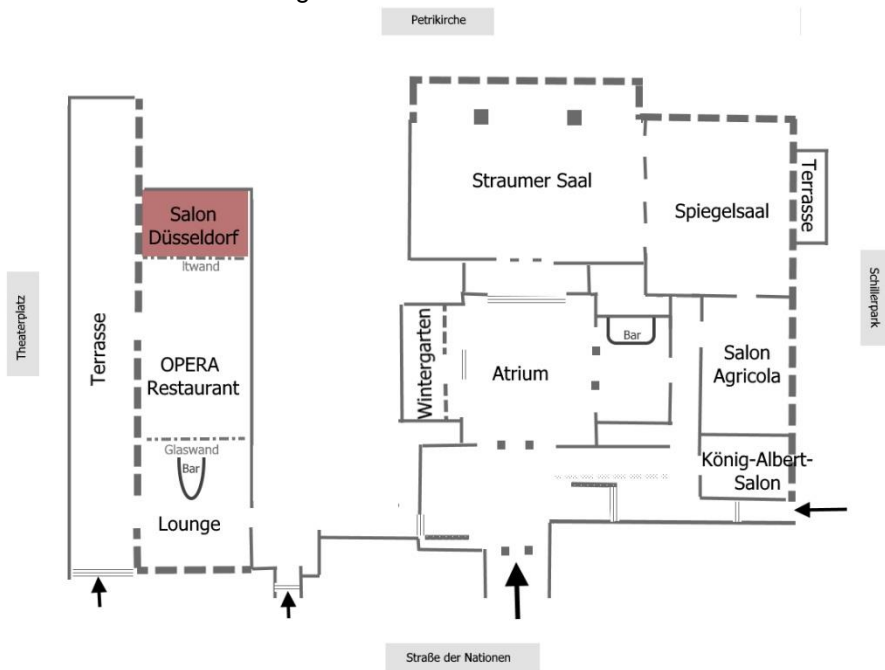 Petrikirche
Straumer Saal
Spiegelsaal
Terrasse
Salon
Düsseldorf
ltwand
Theaterplatz
Schillerpark
Terrasse
OPERA
Restaurant
Wintergarten
Atrium
Bar
Salon
Agricola
Glaswand
Bar
König-Albert-
Salon
Lounge
Straße der Nationen